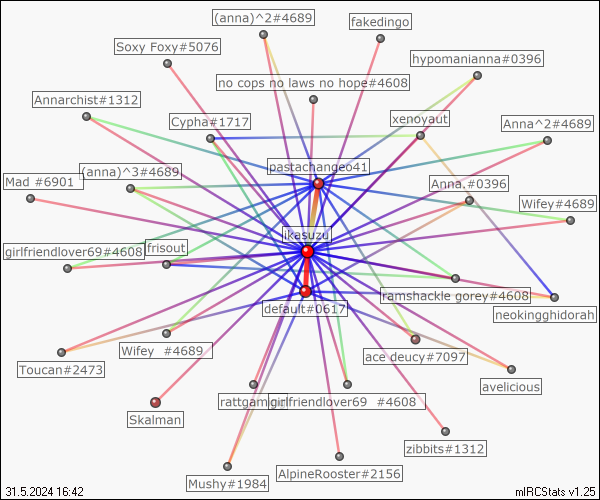 (anna)^2#4689
fakedingo
Soxy Foxy#5076
hypomanianna#0396
no cops no laws no hope#4608
Annarchist#1312
Cypha#1717
xenoyaut
Anna^2#4689
pastachangeo41
(anna)^3#4689
Mad #6901
Anna.#0396
Wifey#4689
ikasuzu
girlfriendlover69#4608
frisout
ramshackle gorey#4608
default#0617
neokingghidorah
Wifey #4689
ace deucy#7097
Toucan#2473
avelicious
girlfriendlover69 #4608
Skalman
zibbits#1312
AlpineRooster#2156
Mushy#1984
31.5.2024 16:42
mIRCStats v1.25